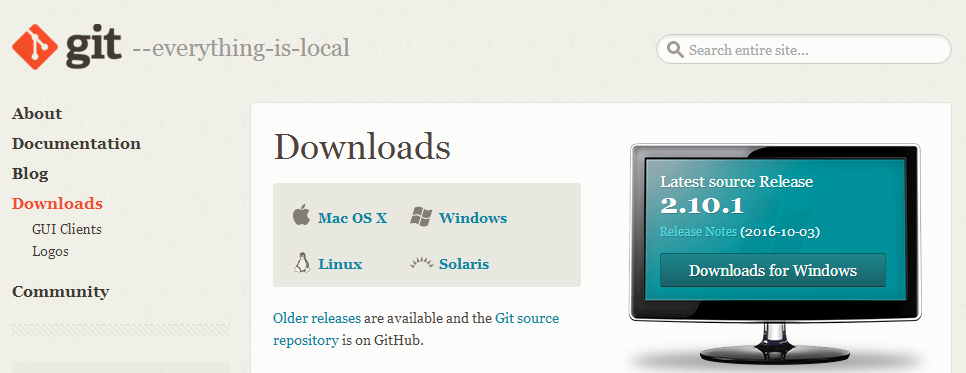 git --everything-is-local
Search entire site...
About
Documentation
Blog
Downloads
GUI Clients
Logos
Community
Downloads
Mac OS X
Windows
Linux
Solaris
Older releases are available and the Git source
repository is on GitHub.
Latest source Release
2.10.1
Release Notes (2016-10-03)
Downloads for Windows